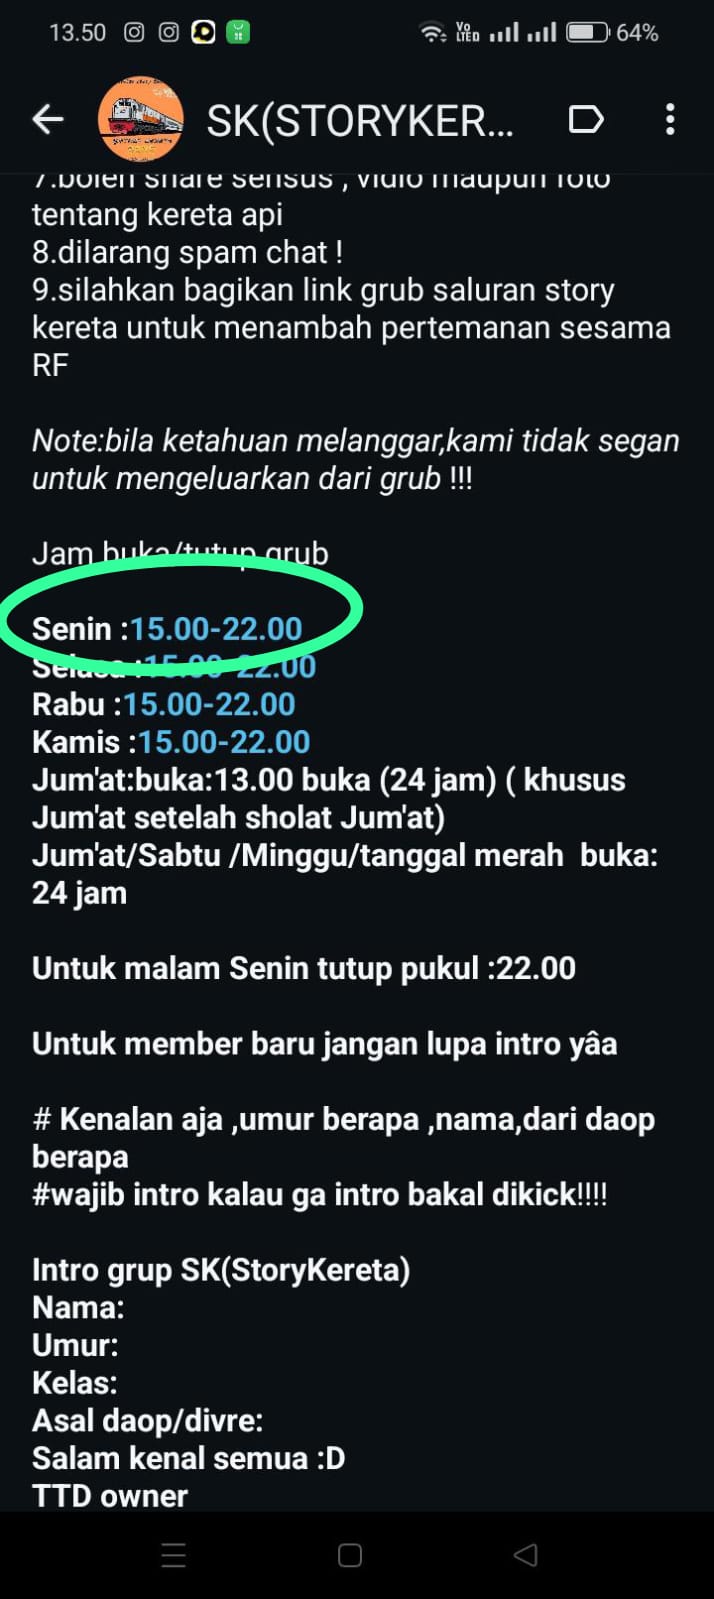 13.50
VoLTED 64%
SK(STORYKER...
7.boleh share sensus , vidio maupun foto
tentang kereta api
8.dilarang spam chat !
9.silahkan bagikan link grub saluran story
kereta untuk menambah pertemanan sesama
RF
Note:bila ketahuan melanggar,kami tidak segan
untuk mengeluarkan dari grub !!!
Jam buka/tutup grub
Senin :15.00-22.00
Selasa :15.00-22.00
Rabu :15.00-22.00
Kamis :15.00-22.00
Jum'at:buka:13.00 buka (24 jam) ( khusus
Jum'at setelah sholat Jum'at)
Jum'at/Sabtu /Minggu/tanggal merah  buka:
24 jam
Untuk malam Senin tutup pukul :22.00
Untuk member baru jangan lupa intro yâa
# Kenalan aja ,umur berapa ,nama,dari daop
berapa
#wajib intro kalau ga intro bakal dikick!!!!
Intro grup SK(StoryKereta)
Nama:
Umur:
Kelas:
Asal daop/divre:
Salam kenal semua :D
TTD owner